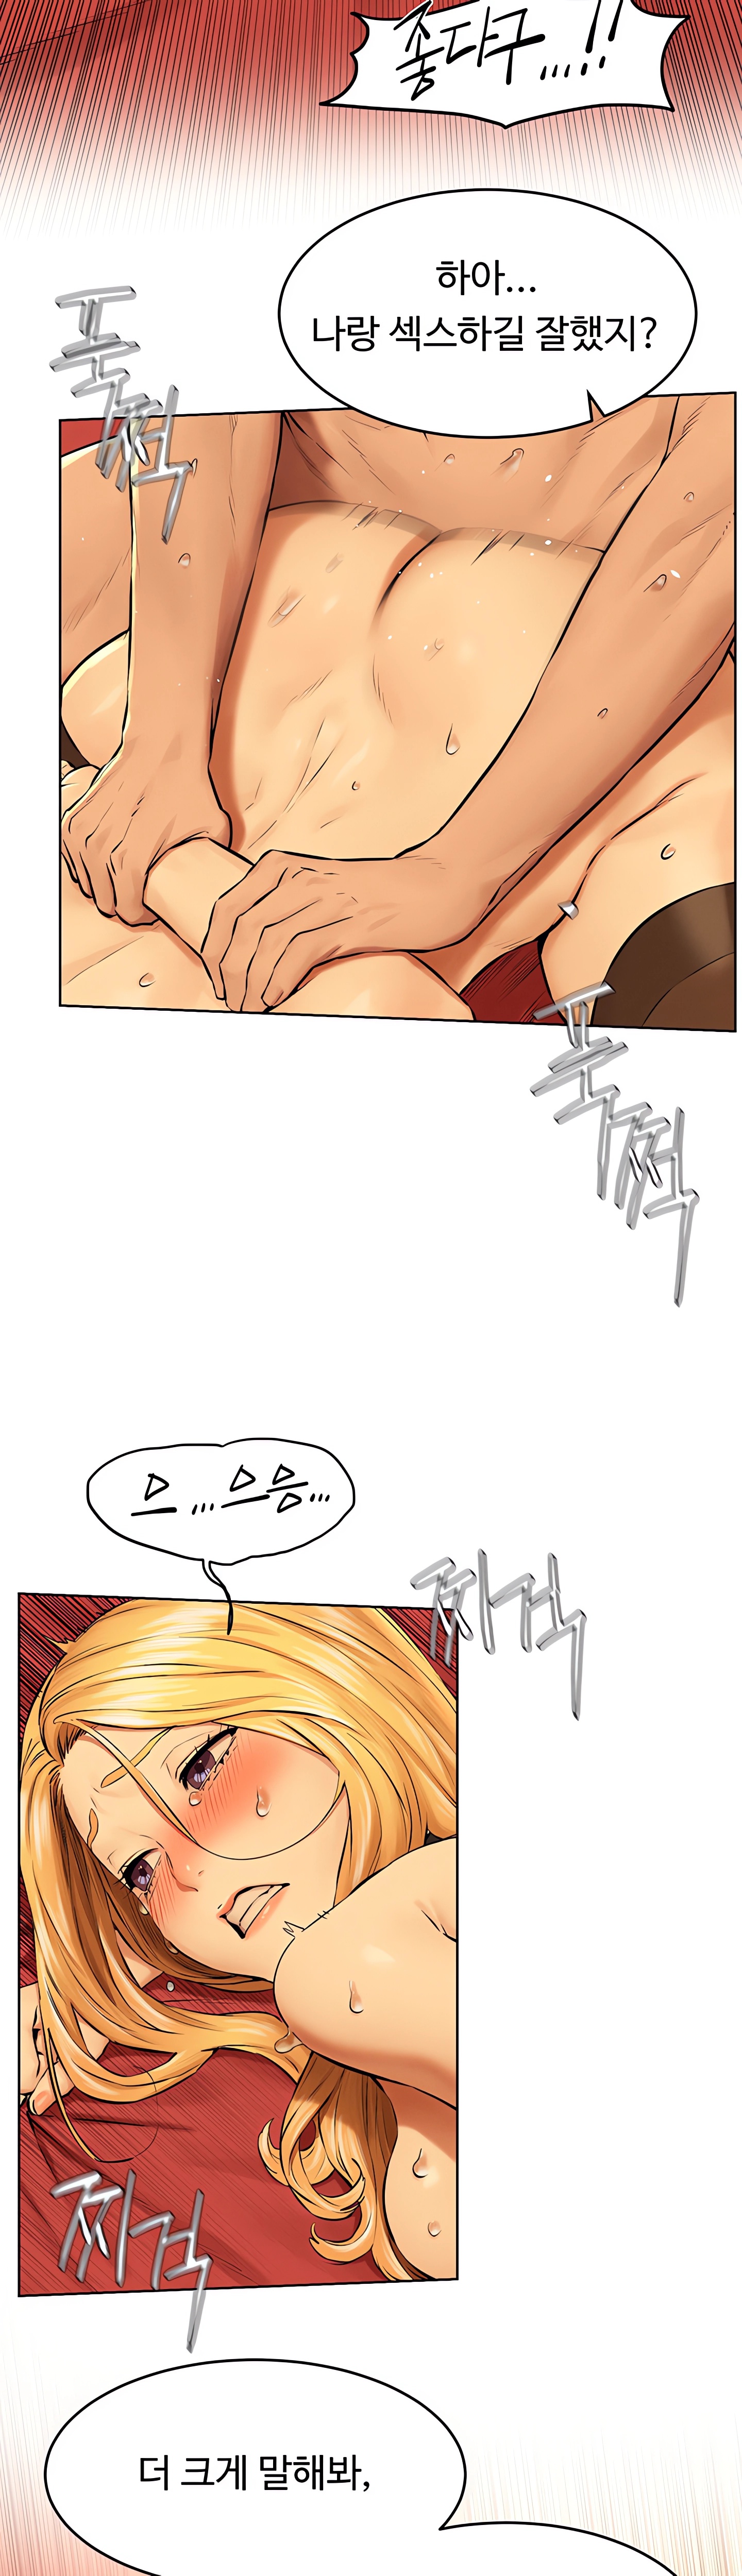 좋다구...!!
하아...
나랑 섹스하길 잘했지?
푹쩍
푹쩍
으...으응...
찌걱
찌걱
더 크게 말해봐,